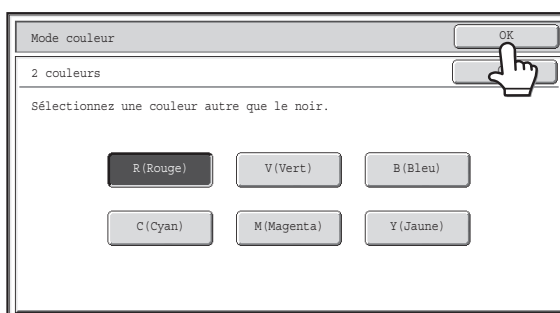 Mode couleur
OK
2 couleurs
Sélectionnez une couleur autre que le noir.
R(Rouge) V(Vert) B(Bleu)
C(Cyan) M(Magenta) Y(Jaune)